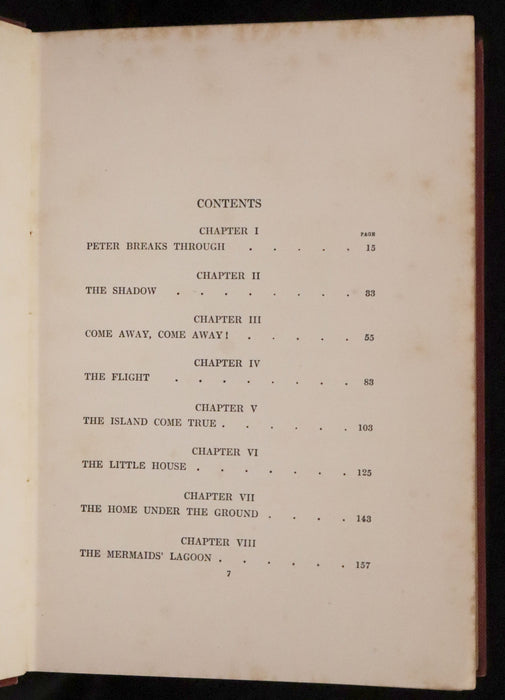 CONTENTS
CHAPTER I
PAGE
PETER BREAKS THROUGH . . . . . 15
CHAPTER II
THE SHADOW . . . . . . . . 33
CHAPTER III
COME AWAY, COME AWAY! . . . . . 55
CHAPTER IV
THE FLIGHT . . . . . . . . 83
CHAPTER V
THE ISLAND COME TRUE . . . . . . 103
CHAPTER VI
THE LITTLE HOUSE . . . . . . . 125
CHAPTER VII
THE HOME UNDER THE GROUND . . . . 143
CHAPTER VIII
THE MERMAIDS' LAGOON . . . . . . 157
7